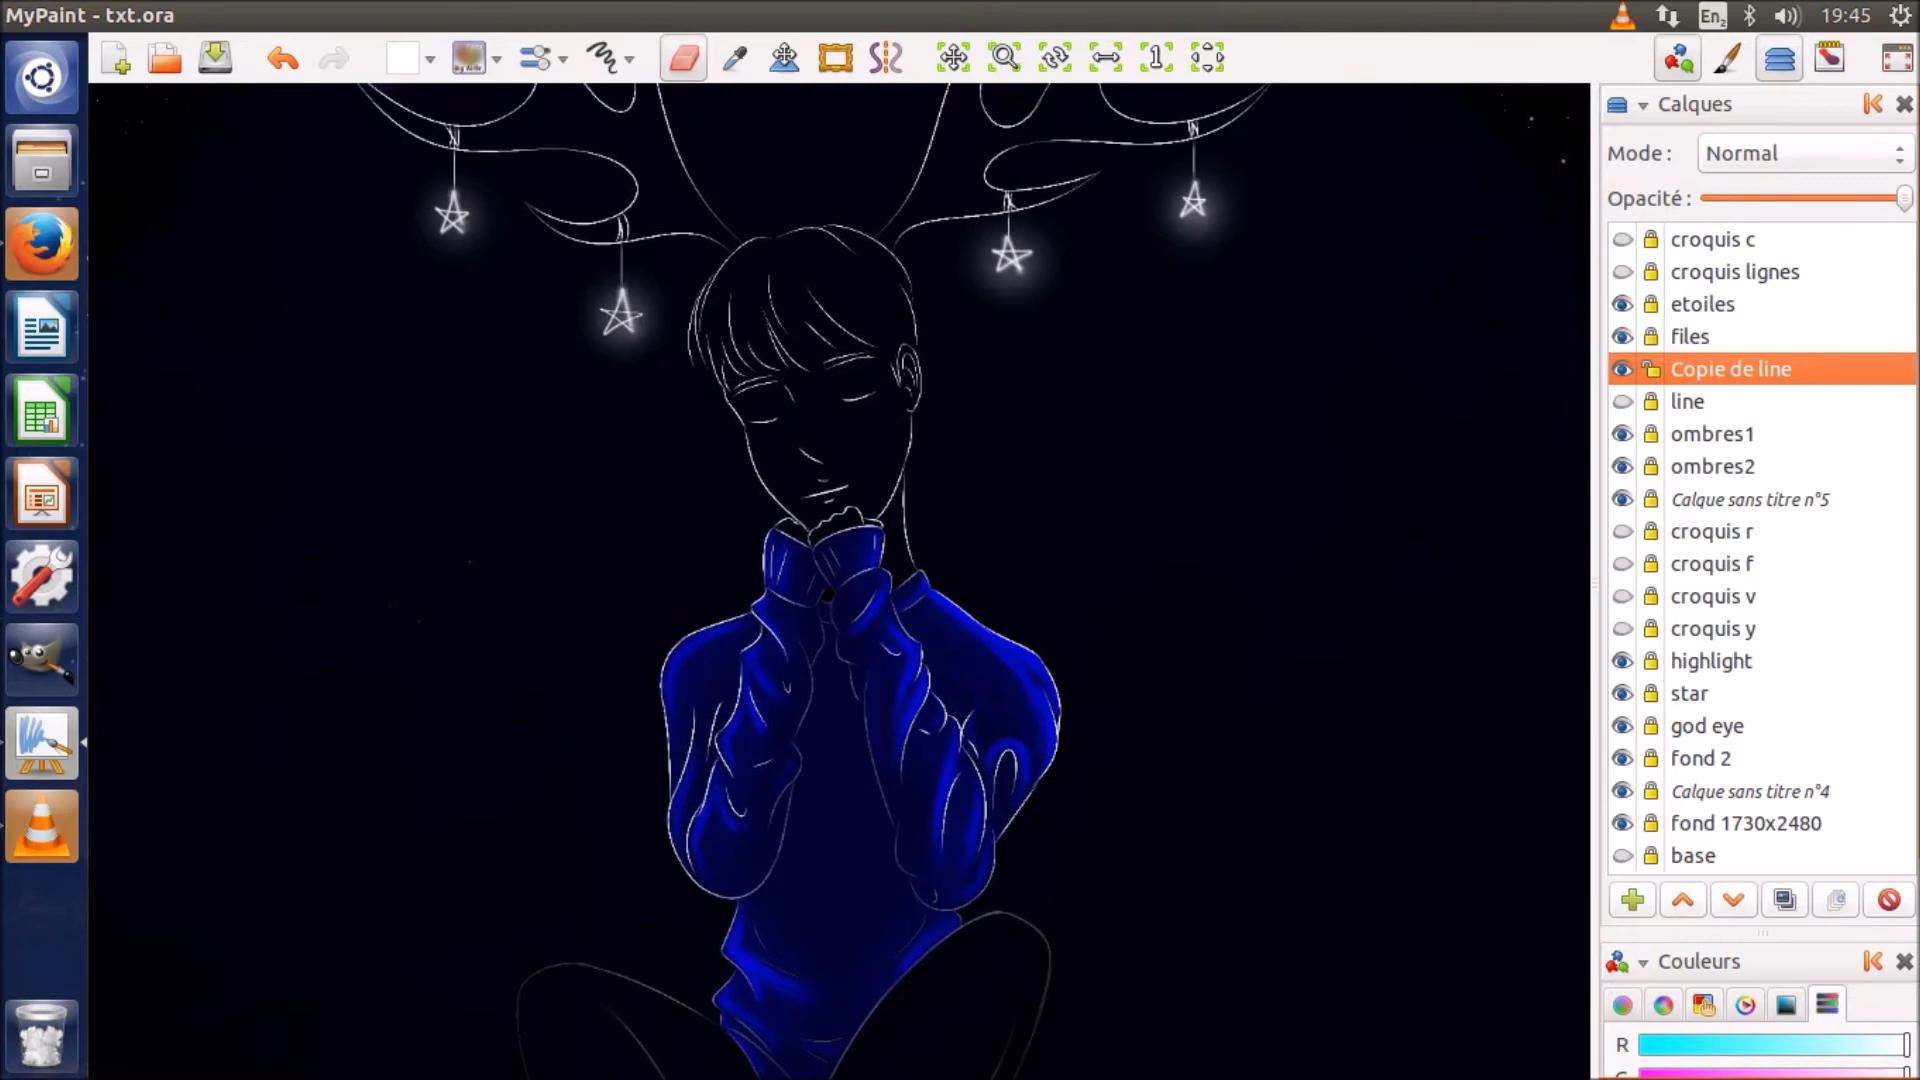 MyPaint - txt.ora
En2
19:45
1
Calques
Mode :
Normal
Opacité :
croquis c
croquis lignes
etoiles
files
Copie de line
line
ombres1
ombres2
Calque sans titre n°5
croquis r
croquis f
croquis v
croquis y
highlight
star
god eye
fond 2
Calque sans titre n°4
fond 1730x2480
base
Couleurs
R